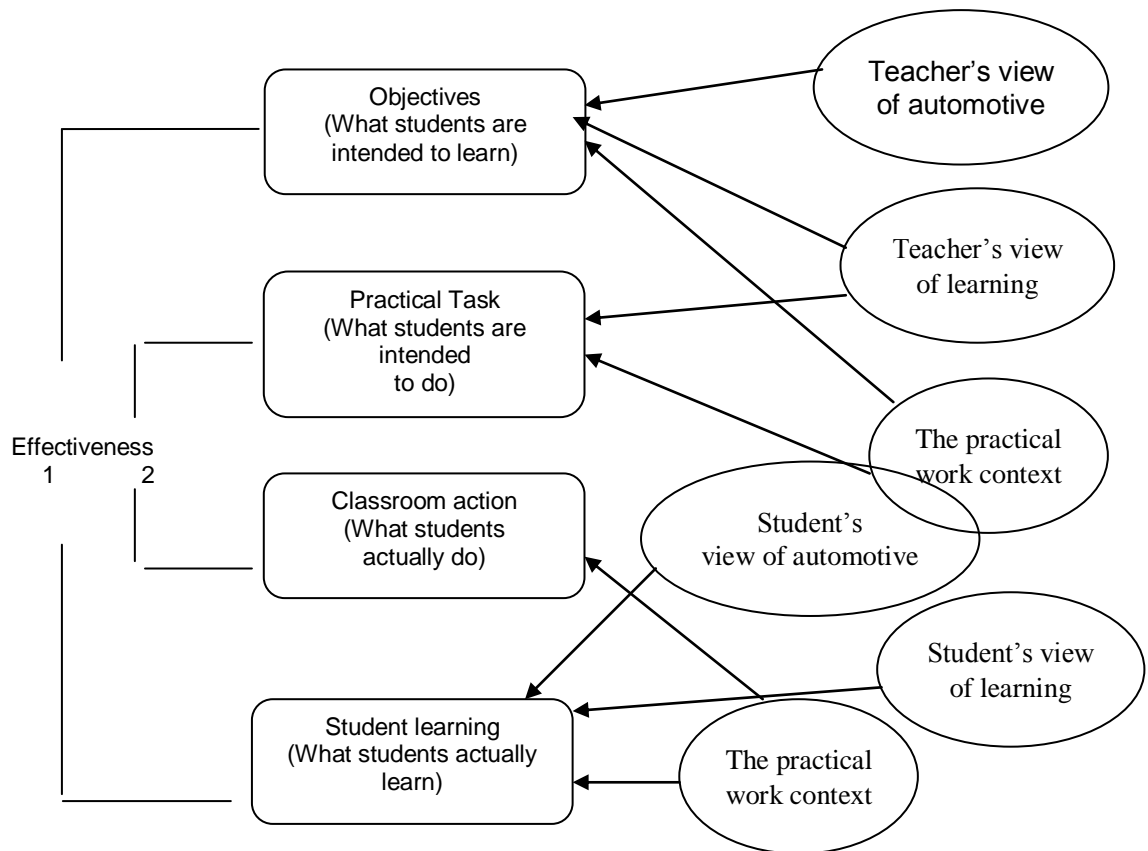 Objectives
(What students are
intended to learn)
Teacher’s view
of automotive
Teacher’s view
of learning
Practical Task
(What students are
intended
to do)
The practical
work context
Effectiveness
1 2
Classroom action
(What students
actually do)
Student’s
view of automotive
Student’s view
of learning
Student learning
(What students actually
learn)
The practical
work context